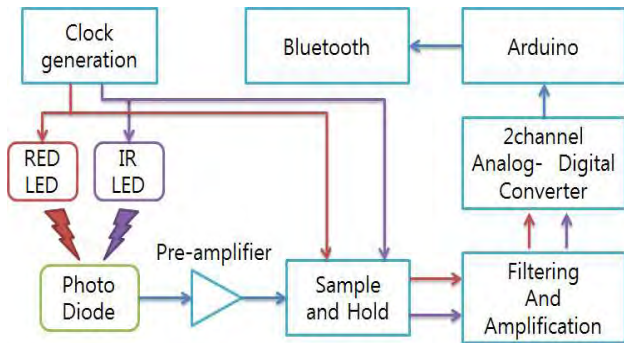 Clock
generation
Bluetooth
Arduino
RED
LED
IR
LED
2channel
Analog- Digital
Converter
Pre-amplifier
Photo
Diode
Sample
and Hold
Filtering
And
Amplification